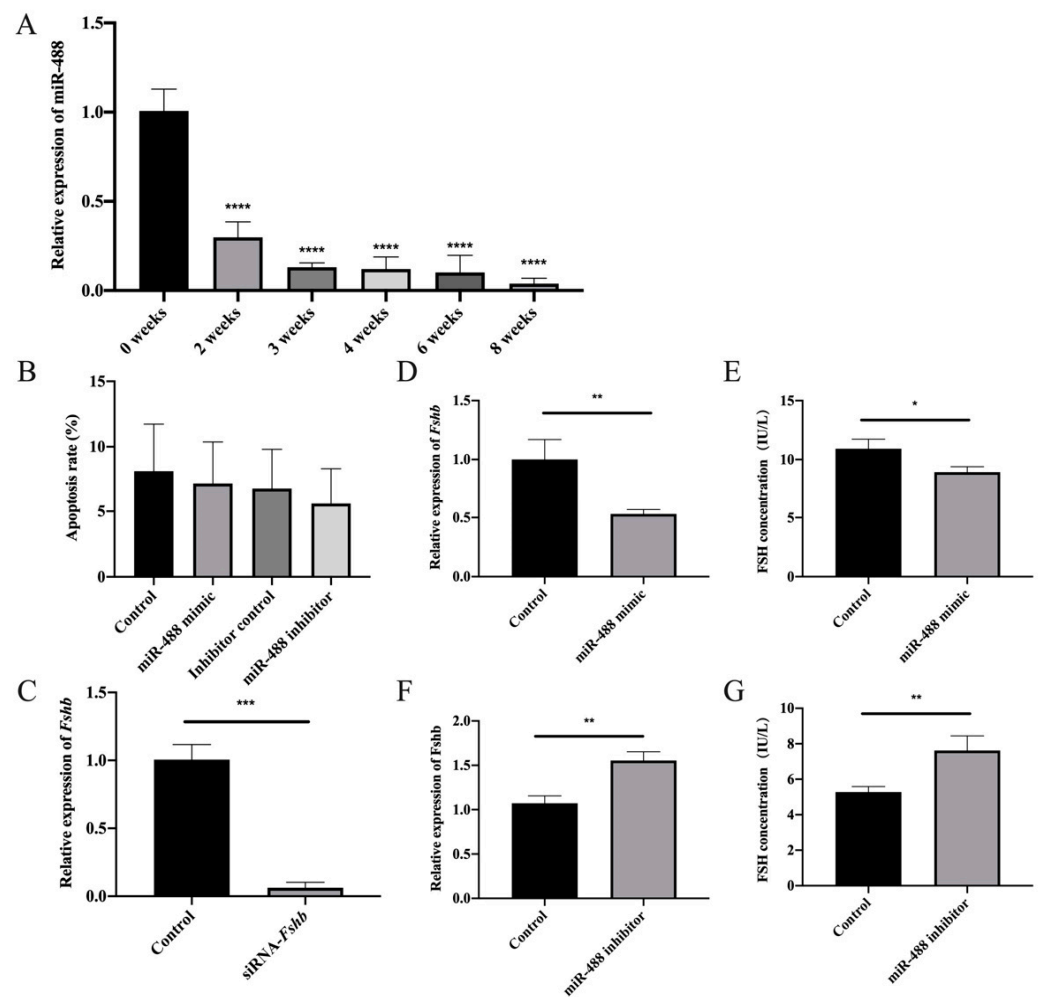 A
Relative expression of miR-488
1.5
1.0
0.5
0.0
****
****
****
****
****
0 weeks
2 weeks
3 weeks
4 weeks
6 weeks
8 weeks
B
Apoptosis rate (%)
15
10
5
0
Control
miR-488 mimic
Inhibitor control
miR-488 inhibitor
D
Relative expression of Fshb
1.5
1.0
0.5
0.0
**
Control
miR-488 mimic
E
FSH concentration (IU/L)
15
10
5
0
*
Control
miR-488 mimic
C
Relative expression of Fshb
1.5
1.0
0.5
0.0
***
Control
siRNA-Fshb
F
Relative expression of Fshb
2.0
1.5
1.0
0.5
0.0
**
Control
miR-488 inhibitor
G
FSH concentration (IU/L)
10
8
6
4
2
0
**
Control
miR-488 inhibitor